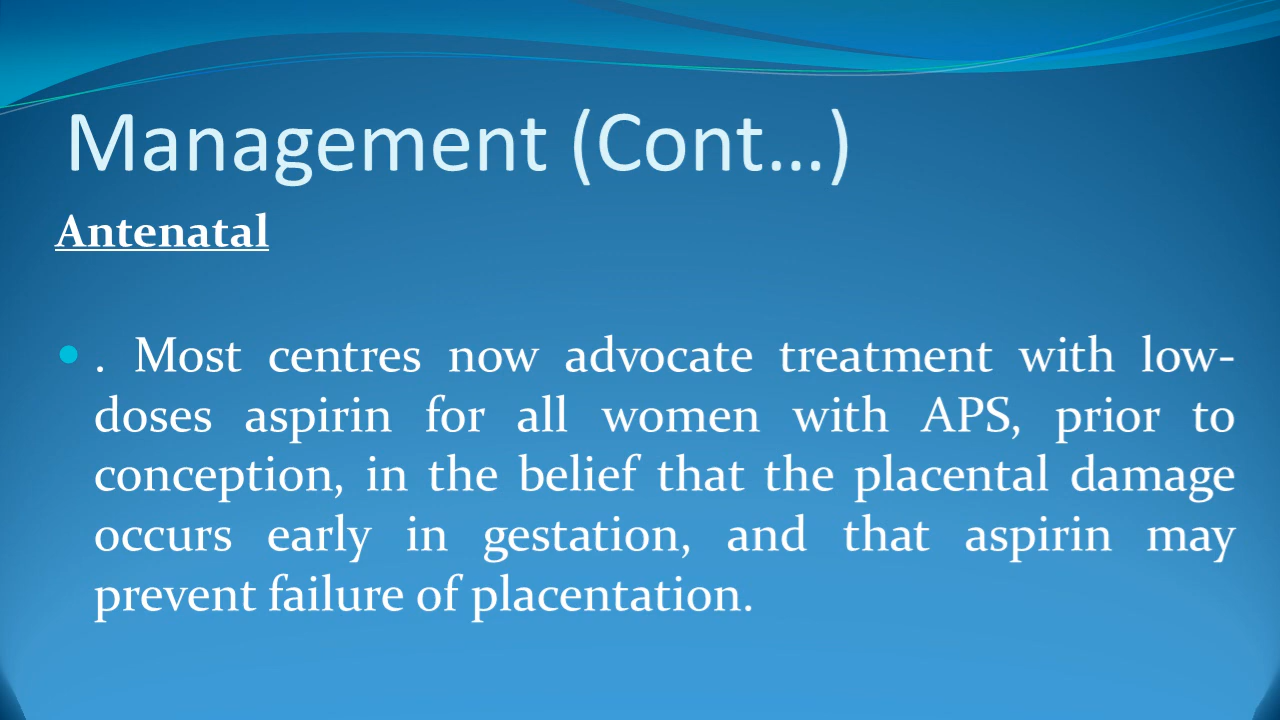 Management (Cont…)
Antenatal
• . Most centres now advocate treatment with low-
doses aspirin for all women with APS, prior to
conception, in the belief that the placental damage
occurs early in gestation, and that aspirin may
prevent failure of placentation.